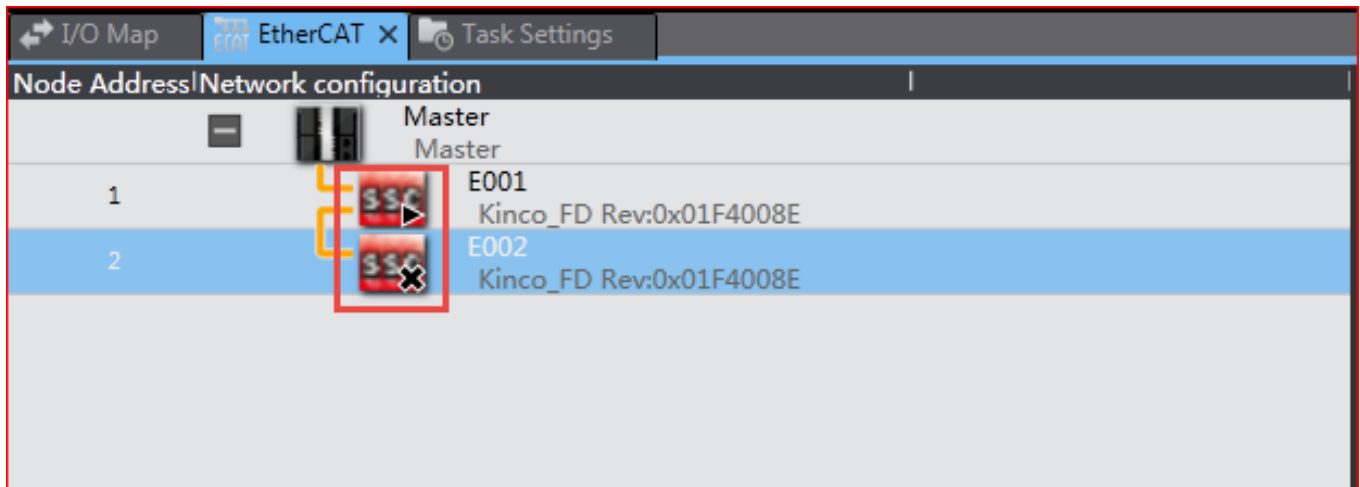 I/O Map EtherCAT Task Settings
Node Address Network configuration
Master
Master
1 E001
Kinco_FD Rev:0x01F4008E
2 E002
Kinco_FD Rev:0x01F4008E